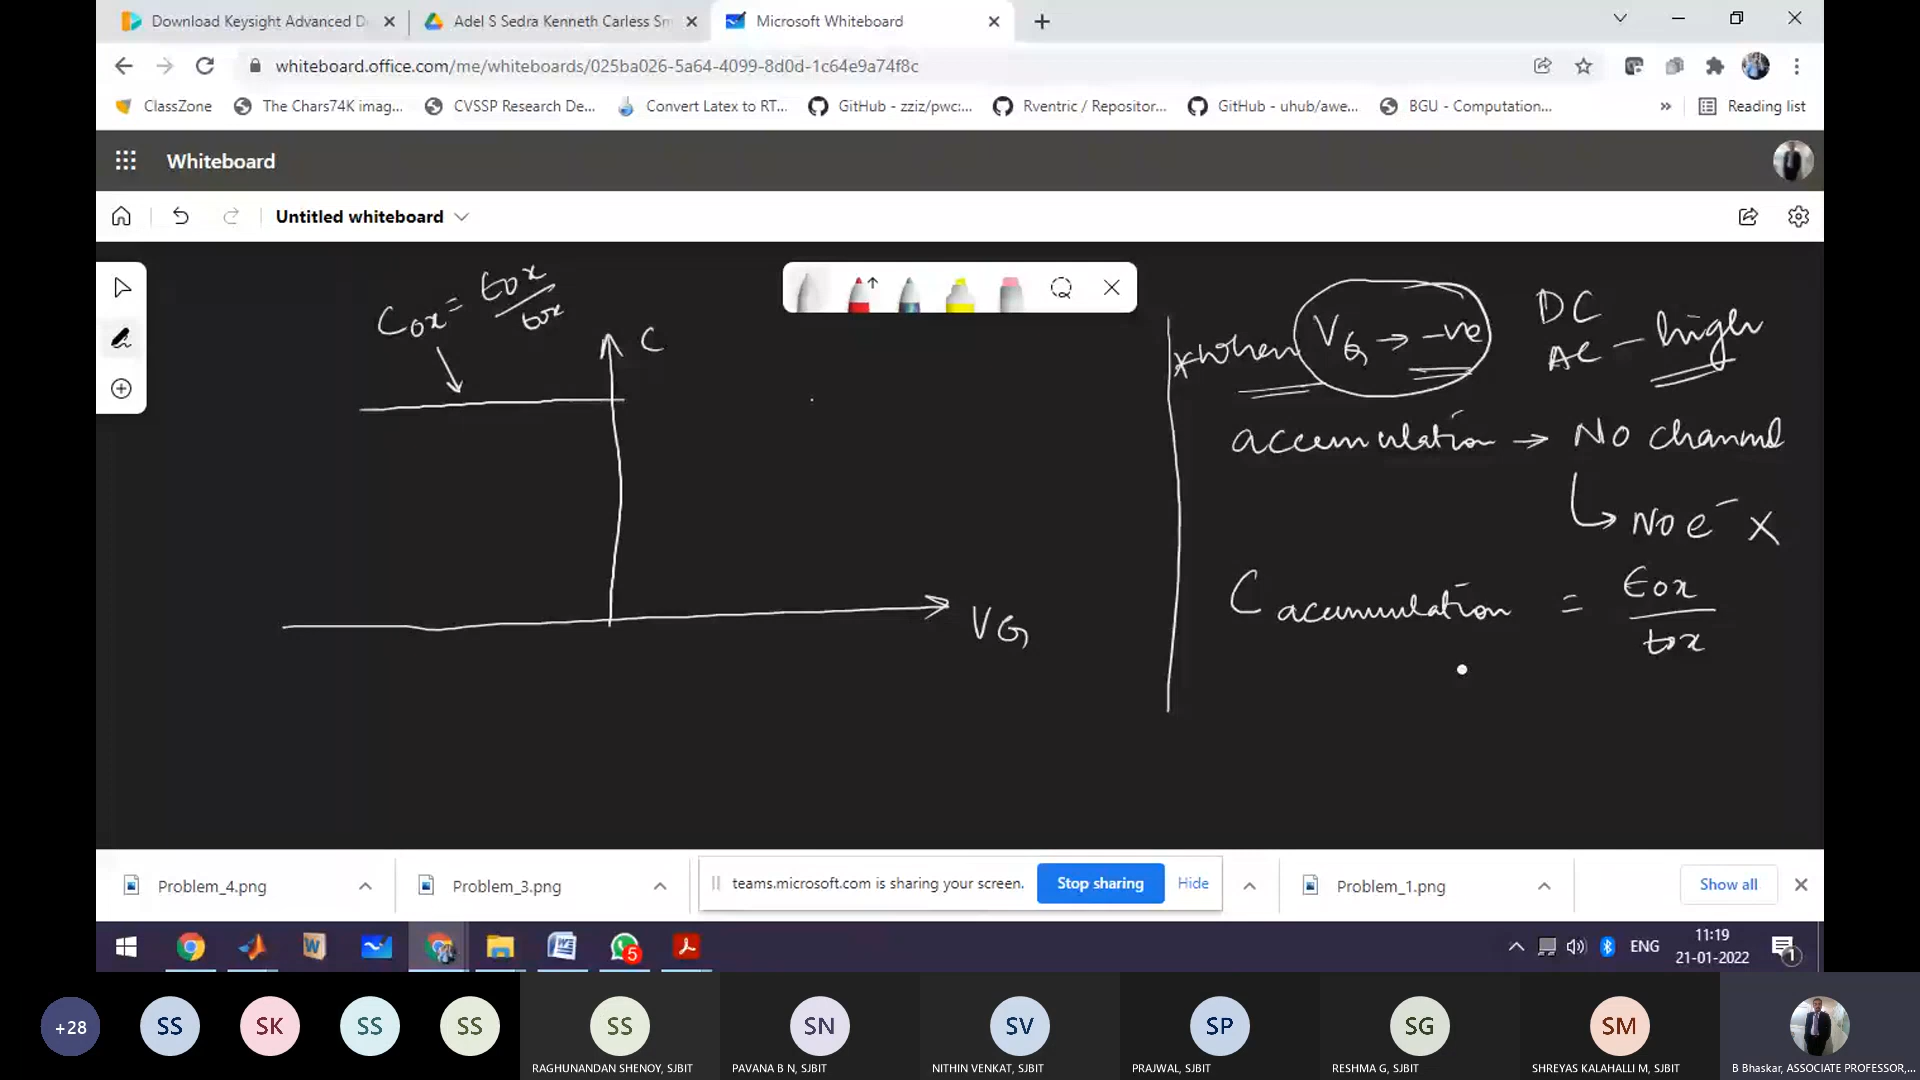 Download Keysight Advanced D
Adel S Sedra Kenneth Carless Sm
Microsoft Whiteboard
whiteboard.office.com/me/whiteboards/025ba026-5a64-4099-8d0d-1c64e9a74f8c
ClassZone
The Chars74K imag...
CVSSP Research De...
Convert Latex to RT...
GitHub - zziz/pwc:...
Rventric / Repositor...
GitHub - uhub/awe...
BGU - Computation...
» Reading list
Whiteboard
Untitled whiteboard
Cox = Єox / tox
C
VG
*when VG → -ve
DC
AC - high
accumulation → No channel
↳ No e⁻ X
C acumulation = Єox / tox
Problem_4.png
Problem_3.png
teams.microsoft.com is sharing your screen.
Stop sharing
Hide
Problem_1.png
Show all
5
ENG
11:19
21-01-2022
1
+28
SS
SK
SS
SS
SS
SN
SV
SP
SG
SM
RAGHUNANDAN SHENOY, SJBIT
PAVANA B N, SJBIT
NITHIN VENKAT, SJBIT
PRAJWAL, SJBIT
RESHMA G, SJBIT
SHREYAS KALAHALLI M, SJBIT
B Bhaskar, ASSOCIATE PROFESSOR,...